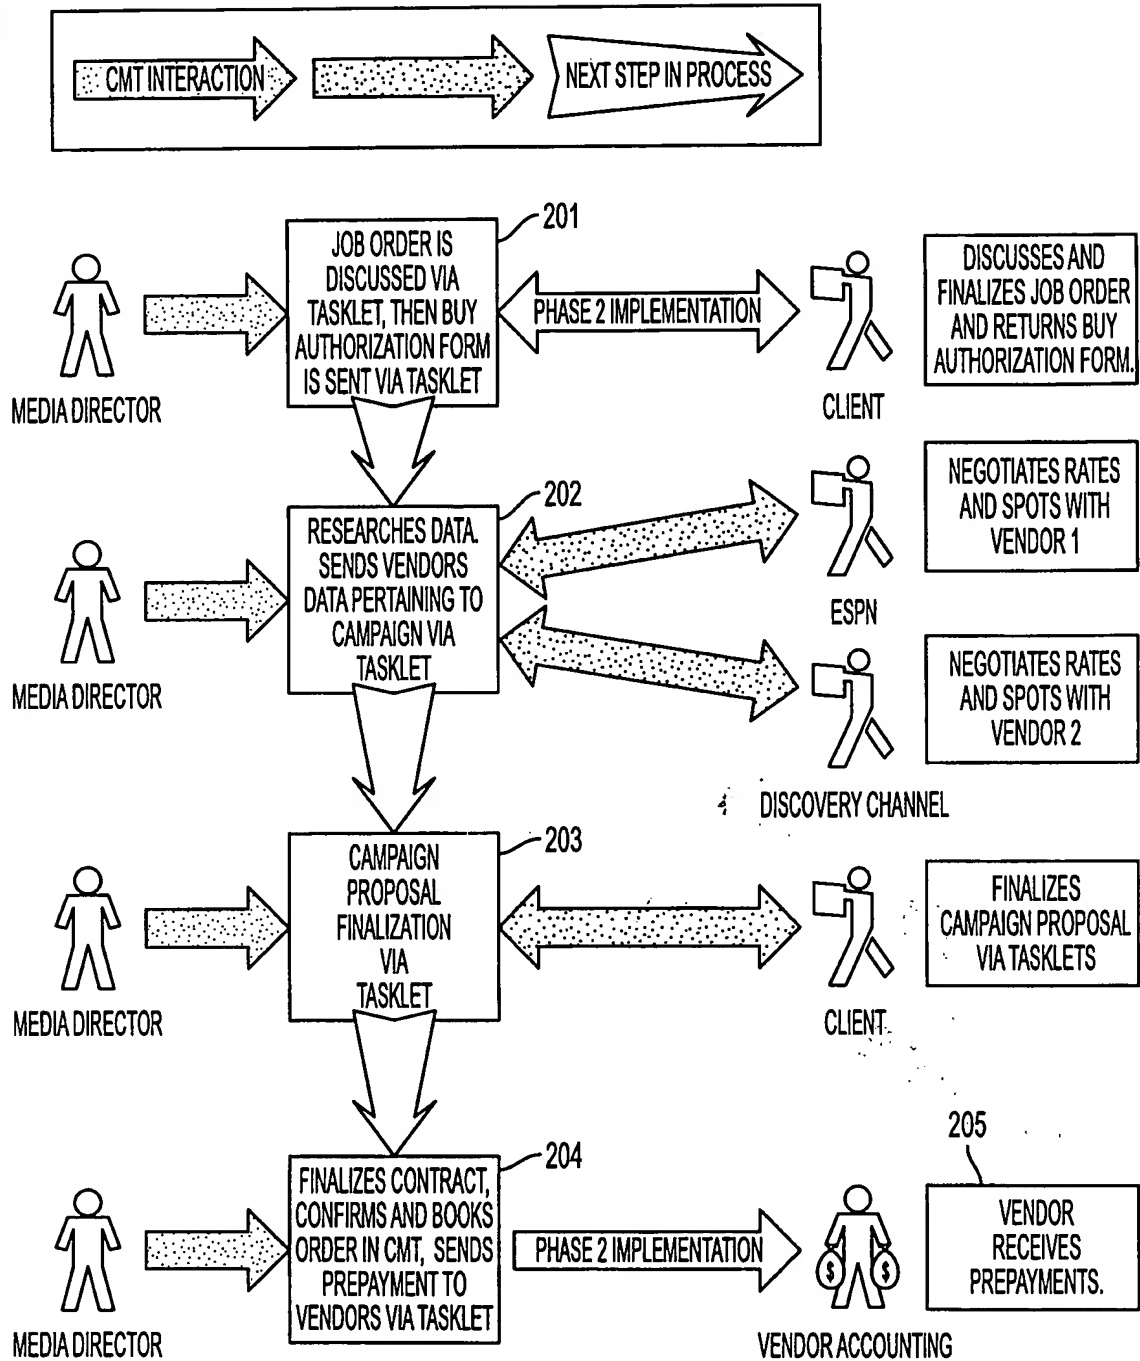 CMT INTERACTION
NEXT STEP IN PROCESS
201
JOB ORDER IS
DISCUSSED VIA
TASKLET, THEN BUY
AUTHORIZATION FORM
IS SENT VIA TASKLET
PHASE 2 IMPLEMENTATION
DISCUSSES AND
FINALIZES JOB ORDER
AND RETURNS BUY
AUTHORIZATION FORM.
MEDIA DIRECTOR
CLIENT
202
RESEARCHES DATA.
SENDS VENDORS
DATA PERTAINING TO
CAMPAIGN VIA
TASKLET
NEGOTIATES RATES
AND SPOTS WITH
VENDOR 1
ESPN
MEDIA DIRECTOR
NEGOTIATES RATES
AND SPOTS WITH
VENDOR 2
DISCOVERY CHANNEL
203
CAMPAIGN
PROPOSAL
FINALIZATION
VIA
TASKLET
FINALIZES
CAMPAIGN PROPOSAL
VIA TASKLETS
MEDIA DIRECTOR
CLIENT
204
FINALIZES CONTRACT,
CONFIRMS AND BOOKS
ORDER IN CMT, SENDS
PREPAYMENT TO
VENDORS VIA TASKLET
PHASE 2 IMPLEMENTATION
$ $
205
VENDOR
RECEIVES
PREPAYMENTS.
MEDIA DIRECTOR
VENDOR ACCOUNTING